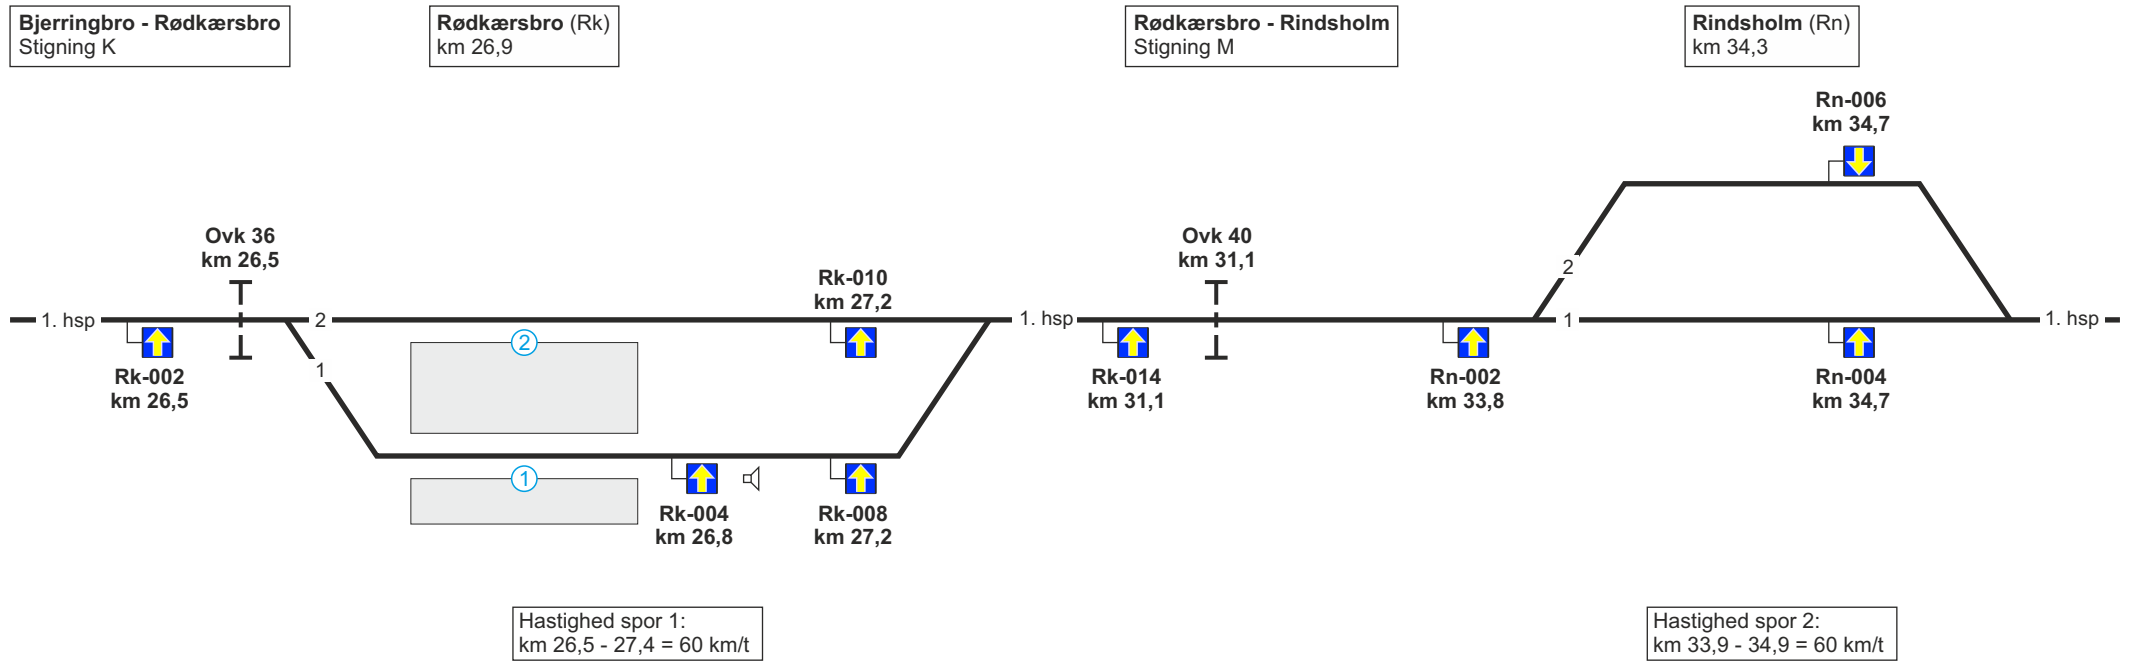 Bjerringbro - Rødkærsbro
Stigning K
Rødkærsbro (Rk)
km 26,9
Rødkærsbro - Rindsholm
Stigning M
Rindsholm (Rn)
km 34,3
Rn-006
km 34,7
Ovk 36
km 26,5
Ovk 40
km 31,1
Rk-010
km 27,2
2
1. hsp
2
1. hsp
1
1. hsp
2
1
Rk-002
km 26,5
Rk-014
km 31,1
Rn-002
km 33,8
Rn-004
km 34,7
1
Rk-004
km 26,8
Rk-008
km 27,2
Hastighed spor 1:
km 26,5 - 27,4 = 60 km/t
Hastighed spor 2:
km 33,9 - 34,9 = 60 km/t